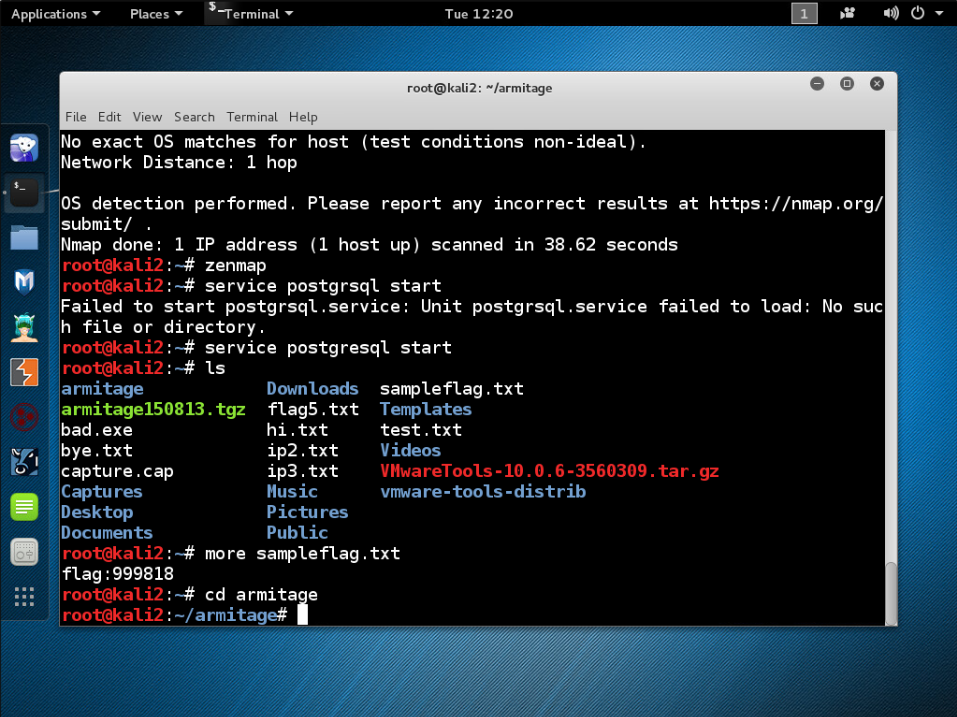 Applications Places Terminal Tue 12:20 1
root@kali2: ~/armitage
File Edit View Search Terminal Help
No exact OS matches for host (test conditions non-ideal).
Network Distance: 1 hop
OS detection performed. Please report any incorrect results at https://nmap.org/
submit/ .
Nmap done: 1 IP address (1 host up) scanned in 38.62 seconds
root@kali2:~# zenmap
root@kali2:~# service postgrsql start
Failed to start postgrsql.service: Unit postgrsql.service failed to load: No suc
h file or directory.
root@kali2:~# service postgresql start
root@kali2:~# ls
armitage Downloads sampleflag.txt
armitage150813.tgz flag5.txt Templates
bad.exe hi.txt test.txt
bye.txt ip2.txt Videos
capture.cap ip3.txt VMwareTools-10.0.6-3560309.tar.gz
Captures Music vmware-tools-distrib
Desktop Pictures
Documents Public
root@kali2:~# more sampleflag.txt
flag:999818
root@kali2:~# cd armitage
root@kali2:~/armitage#